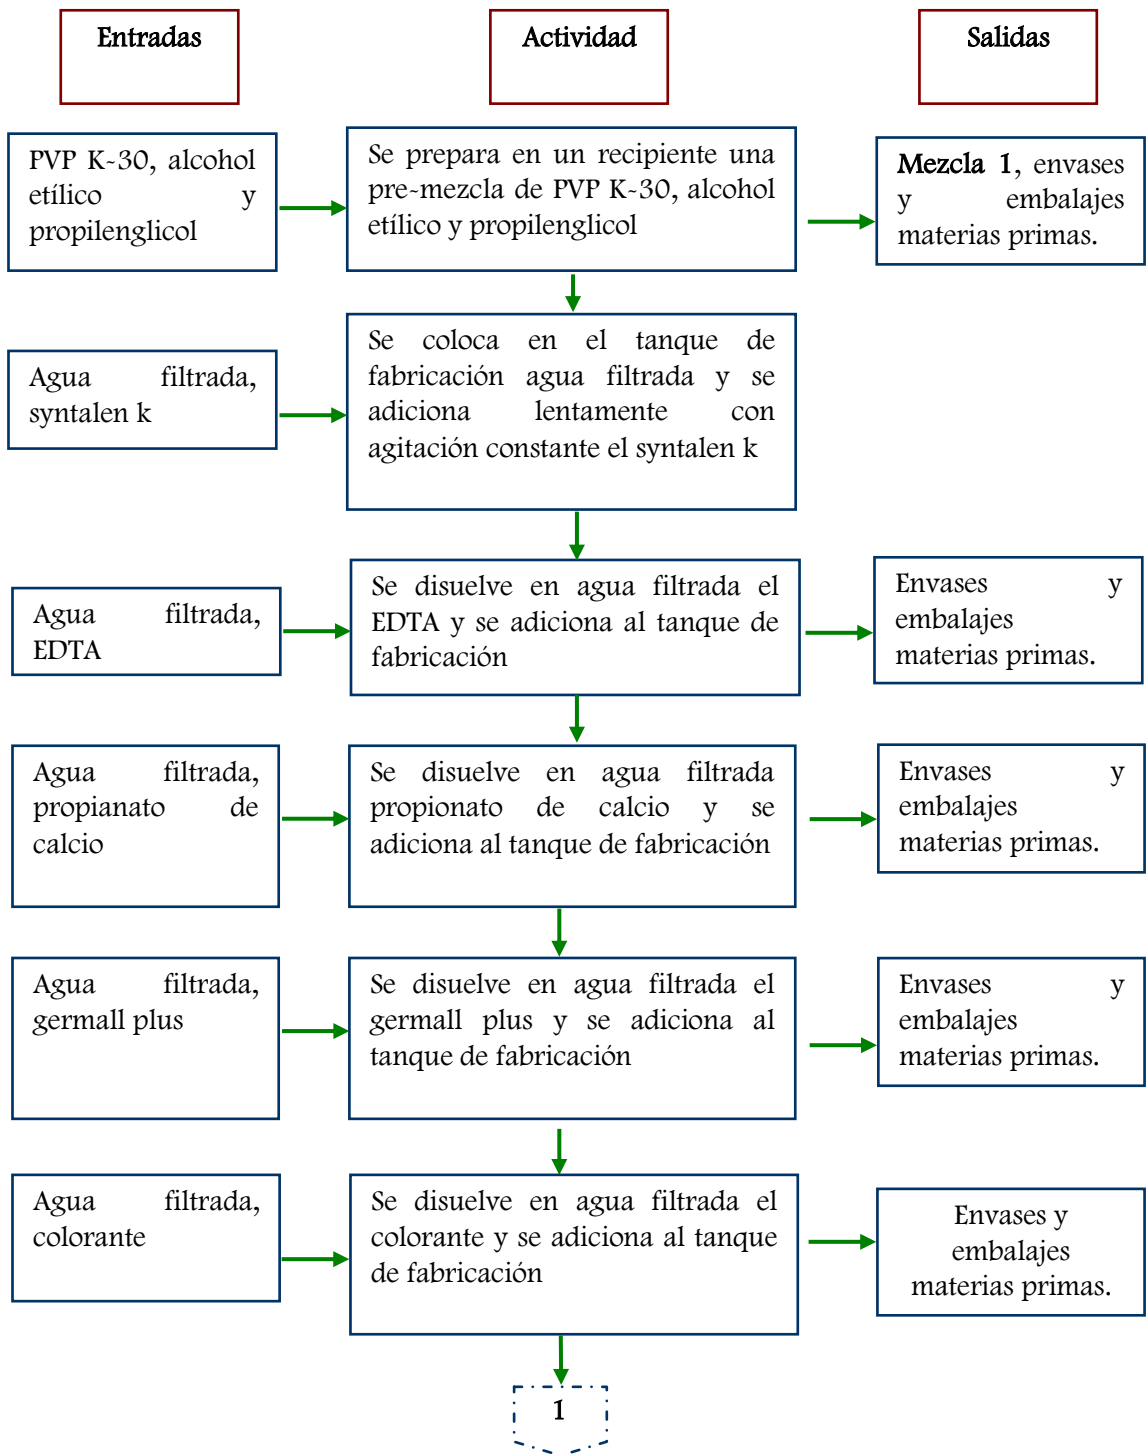 Entradas
Actividad
Salidas
PVP K-30, alcohol
etílico y
propilenglicol
Se prepara en un recipiente una
pre-mezcla de PVP K-30, alcohol
etílico y propilenglicol
Mezcla 1, envases
y embalajes
materias primas.
Agua filtrada,
syntalen k
Se coloca en el tanque de
fabricación agua filtrada y se
adiciona lentamente con
agitación constante el syntalen k
Agua filtrada,
EDTA
Se disuelve en agua filtrada el
EDTA y se adiciona al tanque de
fabricación
Envases y
embalajes
materias primas.
Agua filtrada,
propianato de
calcio
Se disuelve en agua filtrada
propionato de calcio y se
adiciona al tanque de fabricación
Envases y
embalajes
materias primas.
Agua filtrada,
germall plus
Se disuelve en agua filtrada el
germall plus y se adiciona al
tanque de fabricación
Envases y
embalajes
materias primas.
Agua filtrada,
colorante
Se disuelve en agua filtrada el
colorante y se adiciona al tanque
de fabricación
Envases y
embalajes
materias primas.
1